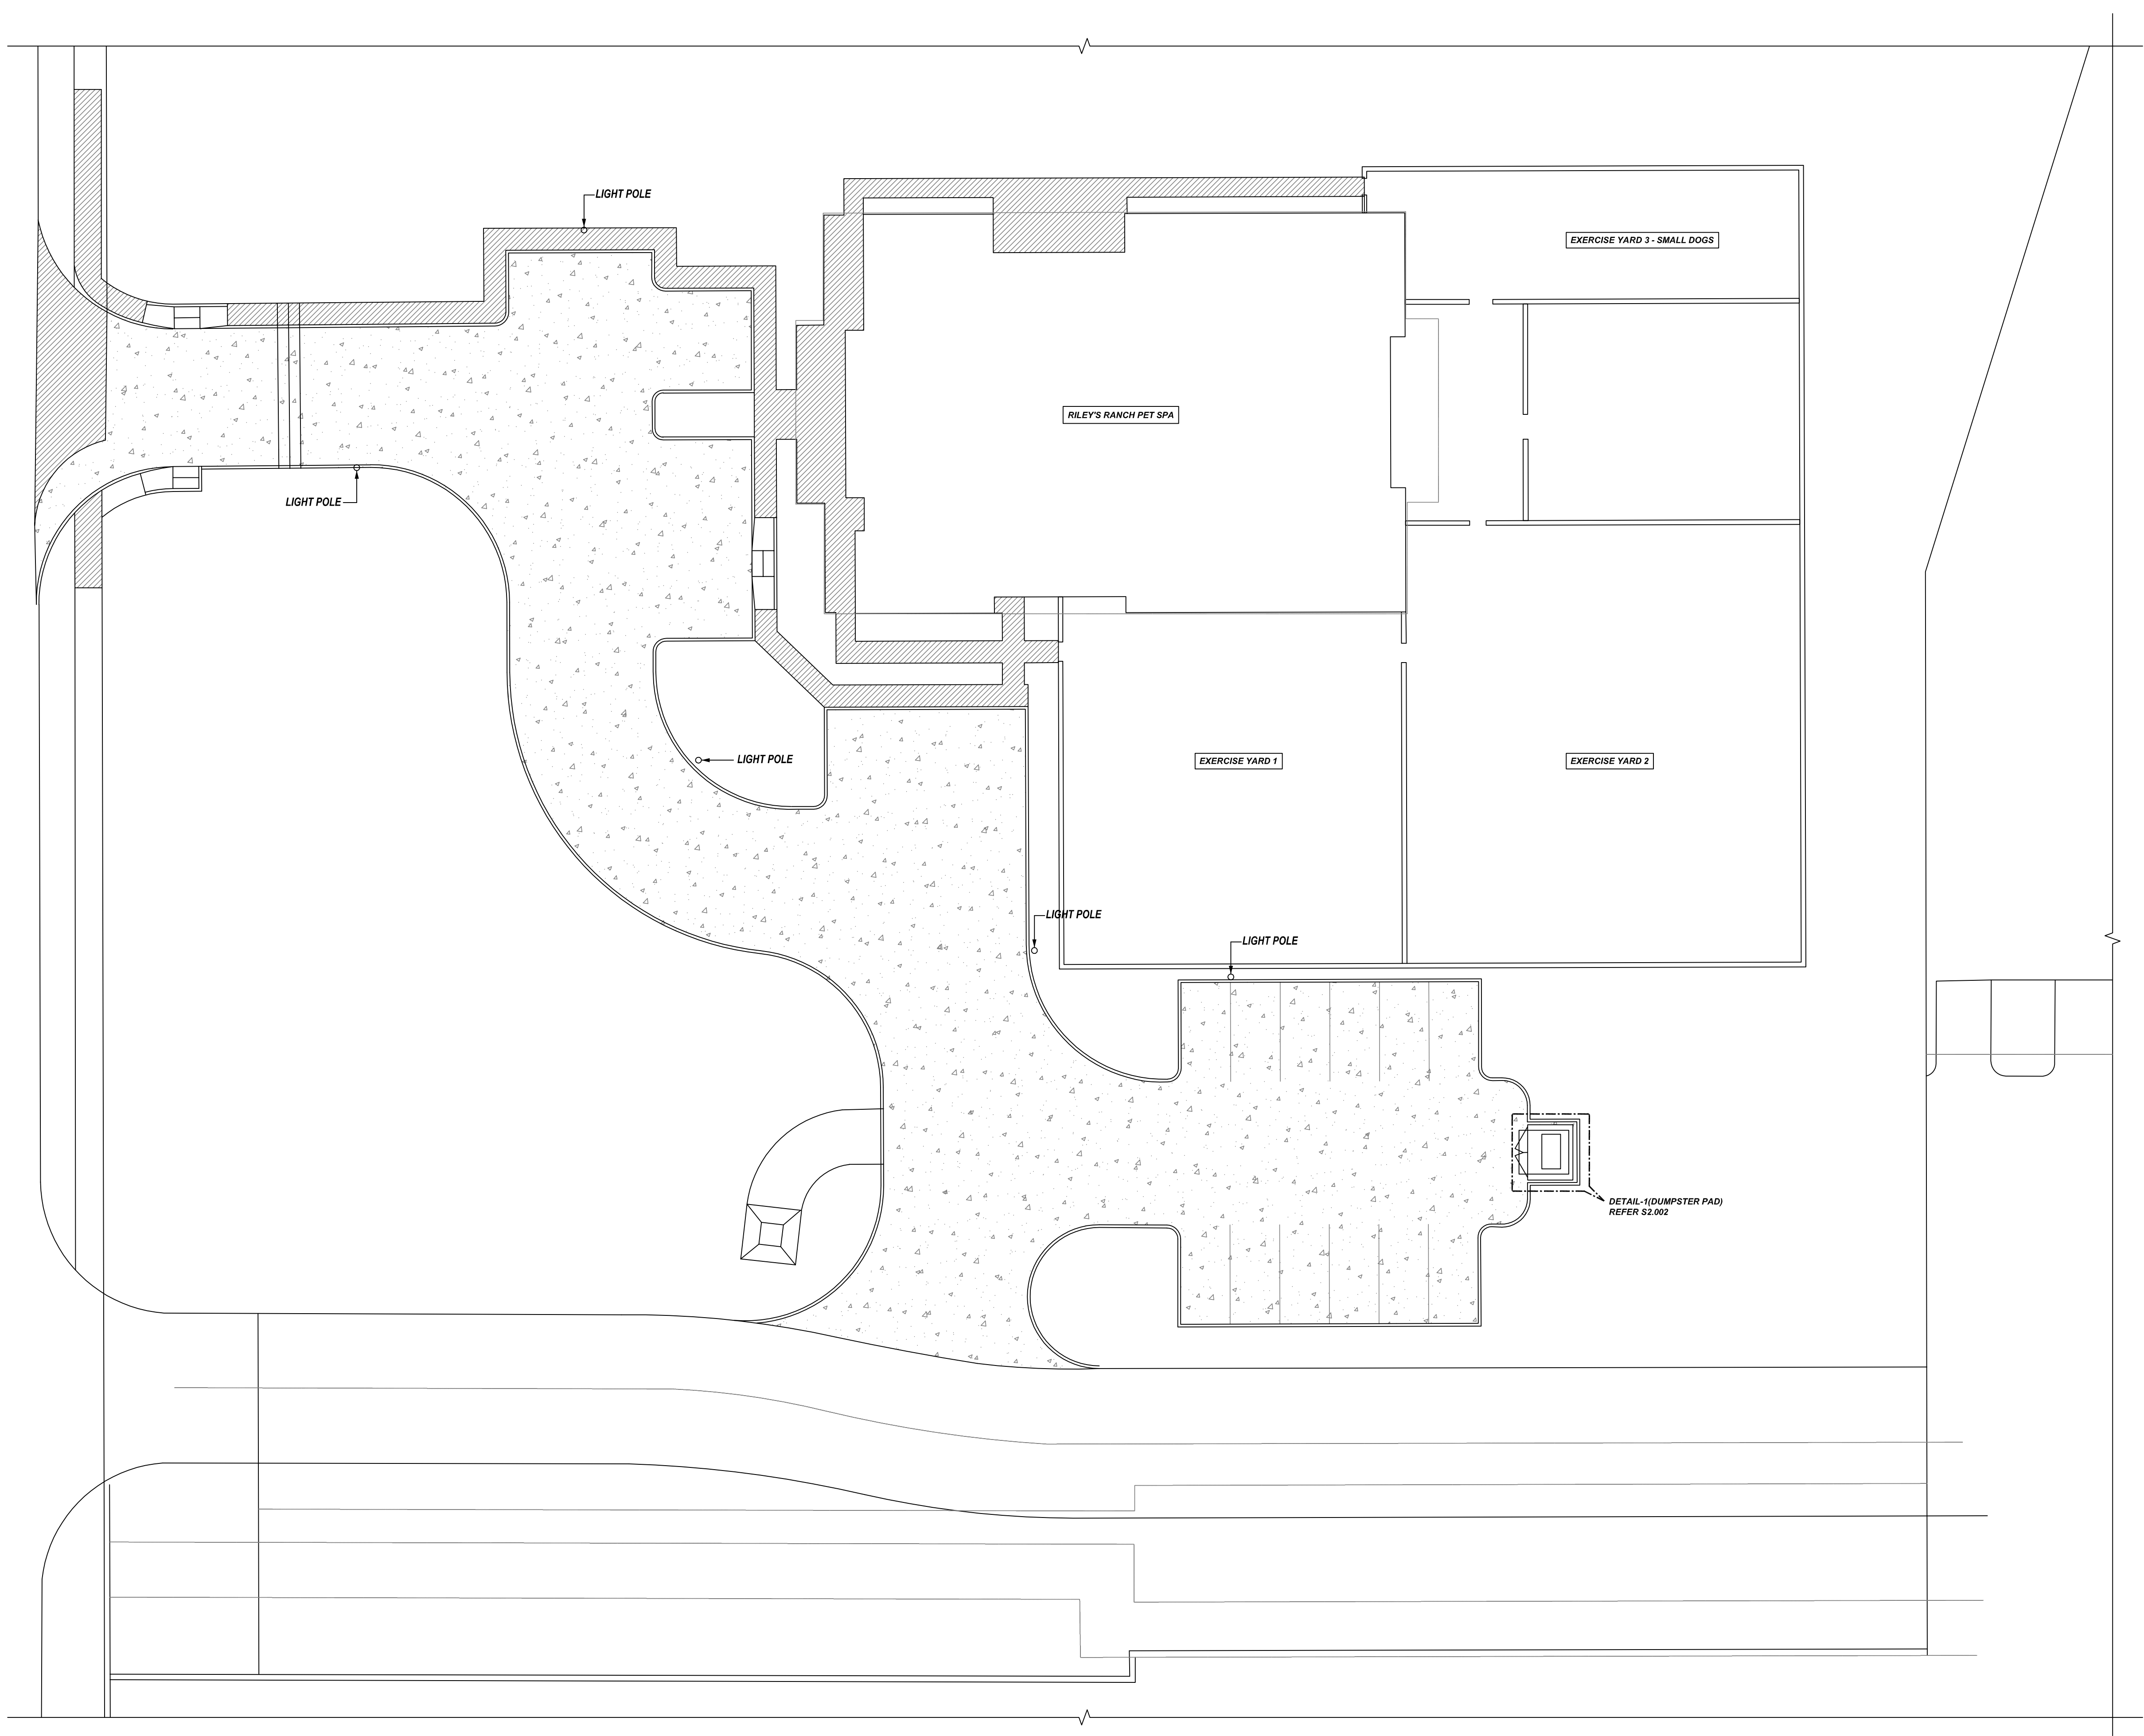 LIGHT POLE
EXERCISE YARD 3 - SMALL DOGS
RILEY'S RANCH PET SPA
LIGHT POLE
LIGHT POLE
EXERCISE YARD 1
EXERCISE YARD 2
LIGHT POLE
LIGHT POLE
DETAIL-1(DUMPSTER PAD)
REFER S2.002